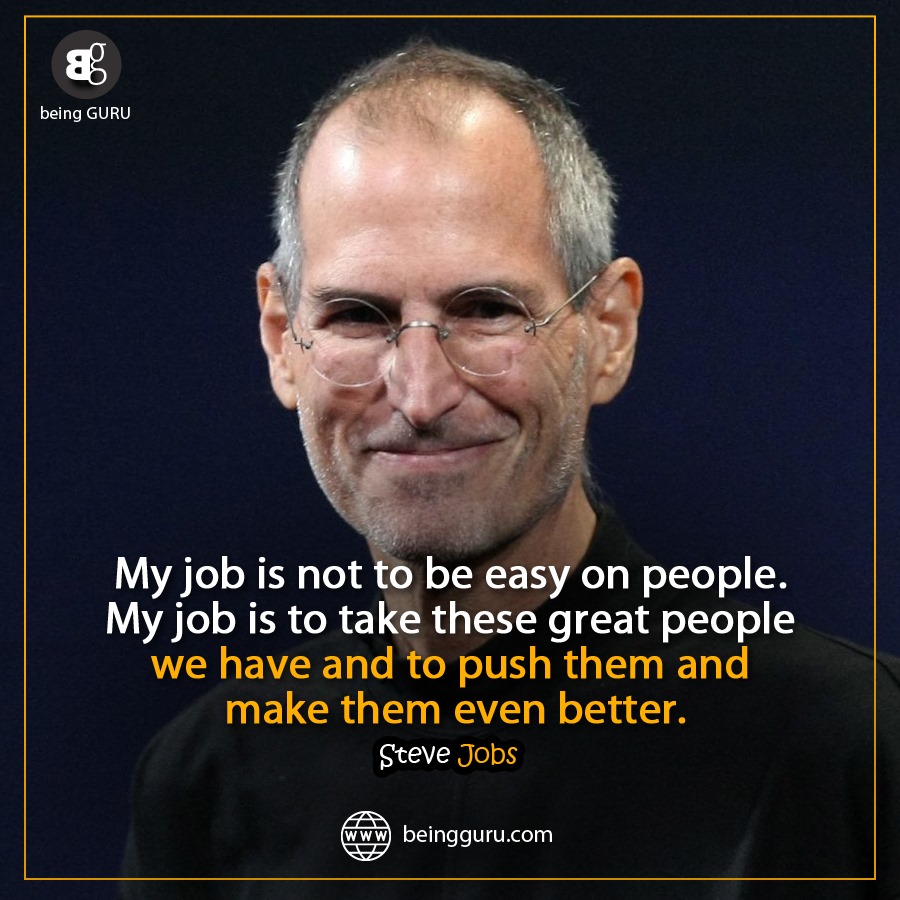 Bg
being GURU
My job is not to be easy on people.
My job is to take these great people
we have and to push them and
make them even better.
Steve Jobs
www beingguru.com